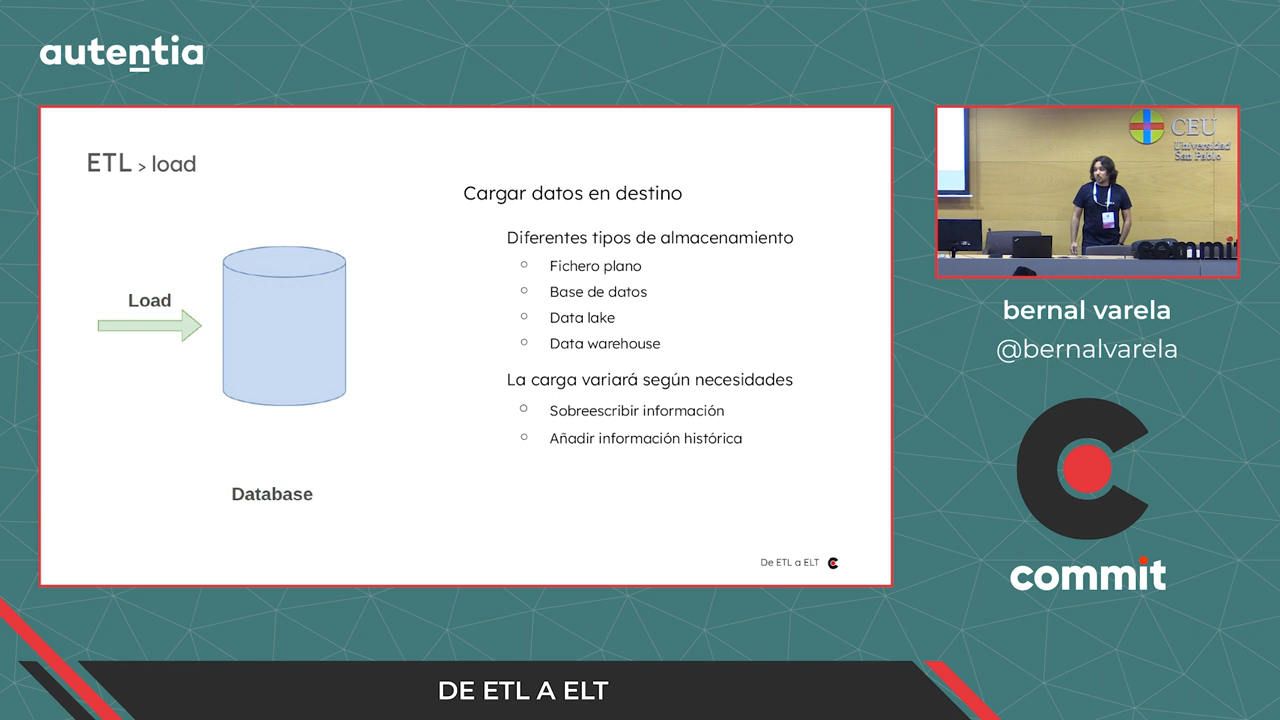 autentia
ETL > load
Cargar datos en destino
Diferentes tipos de almacenamiento
Fichero plano
Base de datos
Data lake
Data warehouse
La carga variará según necesidades
Sobreescribir información
Añadir información histórica
Load
Database
De ETL a ELT
CEU
Universidad
San Pablo
commit
bernal varela
@bernalvarela
commit
DE ETL A ELT